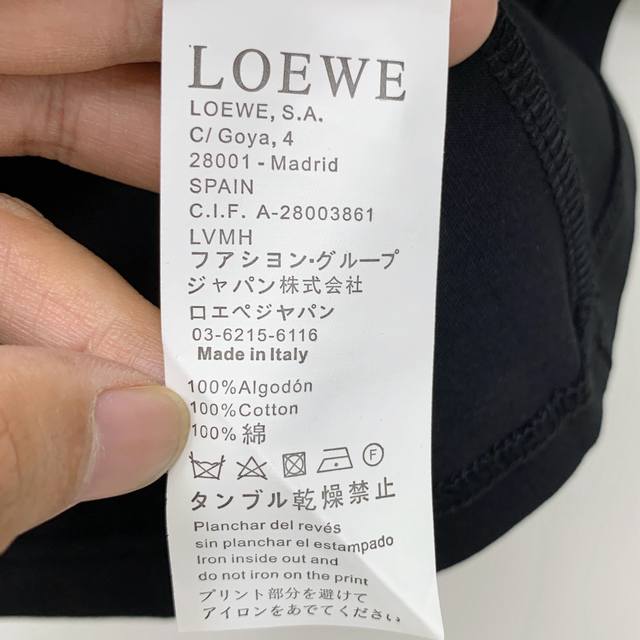 LOEWE
LOEWE, S.A.
C/ Goya, 4
28001 - Madrid
SPAIN
C.I.F. A-28003861
LVMH
フアシヨン・グループ
ジャパン株式会社
ロエベジャパン
03-6215-6116
Made in Italy
100%Algodón
100%Cotton
100% 綿
F
タンブル乾燥禁止
Planchar del revés
sin planchar el estampado
Iron inside out and
do not iron on the print
プリント部分を避けて
アイロンをあでてください